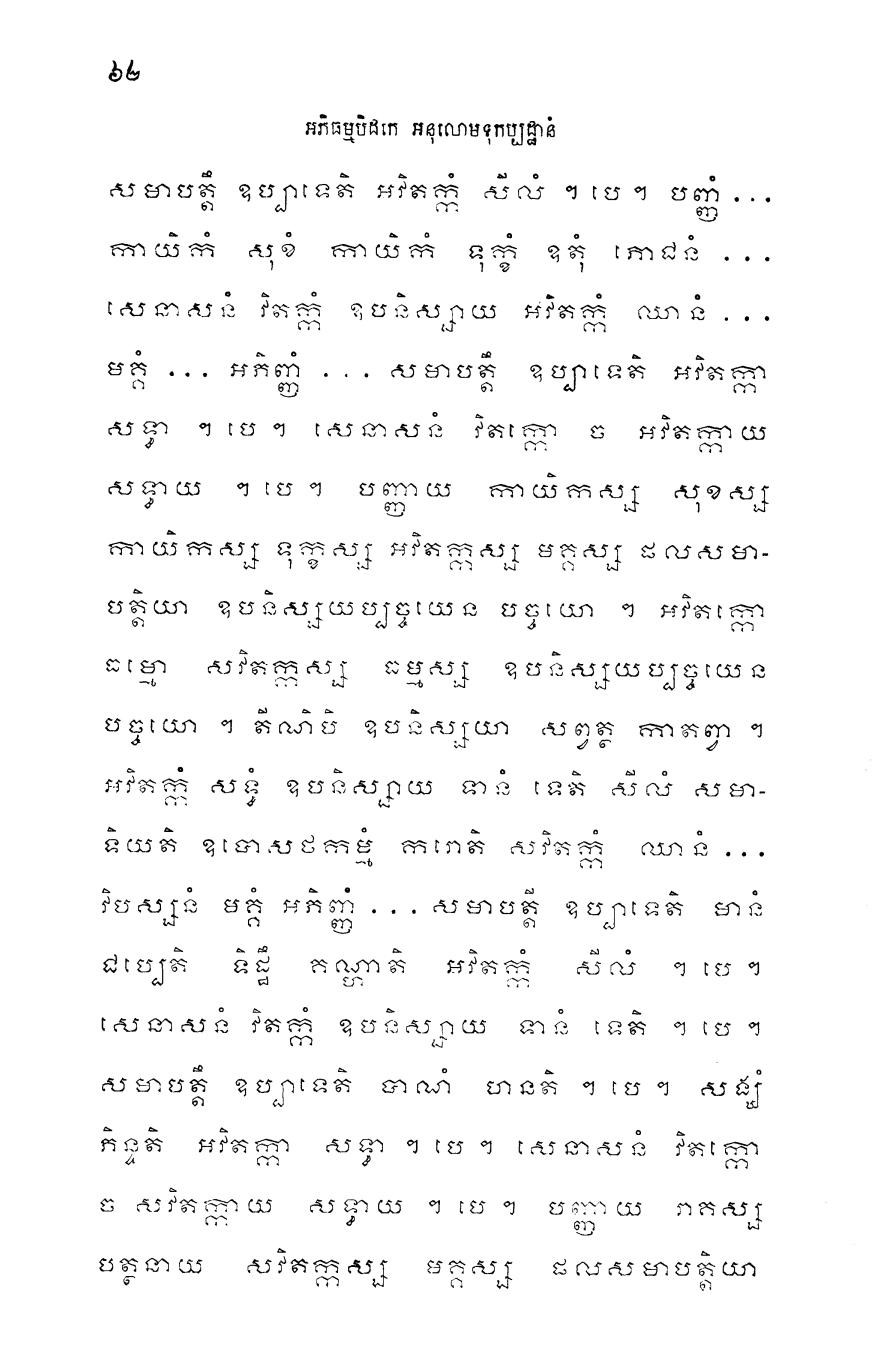 ៦២
អភិធម្មបិដកេ អនុលោមទុកប្បដ្ឋានំ
សមាបត្តឹ ឧប្បាទេតិ អវិតក្កំ សីលំ ។ បេ ។ បញ្ញំ ...
កាយិកំ សុខំ កាយិកំ ទុក្ខំ ឧតុំ ភោជនំ ...
សេនាសនំ វិតក្កំ ឧបនិស្សាយ អវិតក្កំ ឈានំ ...
មគ្គំ ... អភិញ្ញំ ... សមាបត្តឹ ឧប្បាទេតិ អវិតក្កា
សទ្ធា ។ បេ ។ សេនាសនំ វិតក្កោ ច អវិតក្កាយ
សទ្ធាយ ។ បេ ។ បញ្ញាយ កាយិកស្ស សុខស្ស
កាយិកស្ស ទុក្ខស្ស អវិតក្កស្ស មគ្គស្ស ផលសមា-
បត្តិយា ឧបនិស្សយប្បច្ចយេន បច្ចយោ ។ អវិតក្កោ
ធម្មោ សវិតក្កស្ស ធម្មស្ស ឧបនិស្សយប្បច្ចយេន
បច្ចយោ ។ តីណិបិ ឧបនិស្សយា សព្វត្ថ កាតព្វា ។
អវិតក្កំ សទ្ធំ ឧបនិស្សាយ ទានំ ទេតិ សីលំ សមា-
ទិយតិ ឧបោសថកម្មំ ករោតិ សវិតក្កំ ឈានំ ...
វិបស្សនំ មគ្គំ អភិញ្ញំ ... សមាបត្តឹ ឧប្បាទេតិ មានំ
ជប្បេតិ ទិដ្ឋឹ គណ្ហាតិ អវិតក្កំ សីលំ ។ បេ ។
សេនាសនំ វិតក្កំ ឧបនិស្សាយ ទានំ ទេតិ ។ បេ ។
សមាបត្តឹ ឧប្បាទេតិ បាណំ ហនតិ ។ បេ ។ សង្ឃំ
ភិន្ទតិ អវិតក្កា សទ្ធា ។ បេ ។ សេនាសនំ វិតក្កោ
ច សវិតក្កាយ សទ្ធាយ ។ បេ ។ បញ្ញាយ រាគស្ស
បត្ថនាយ សវិតក្កស្ស មគ្គស្ស ផលសមាបត្តិយា